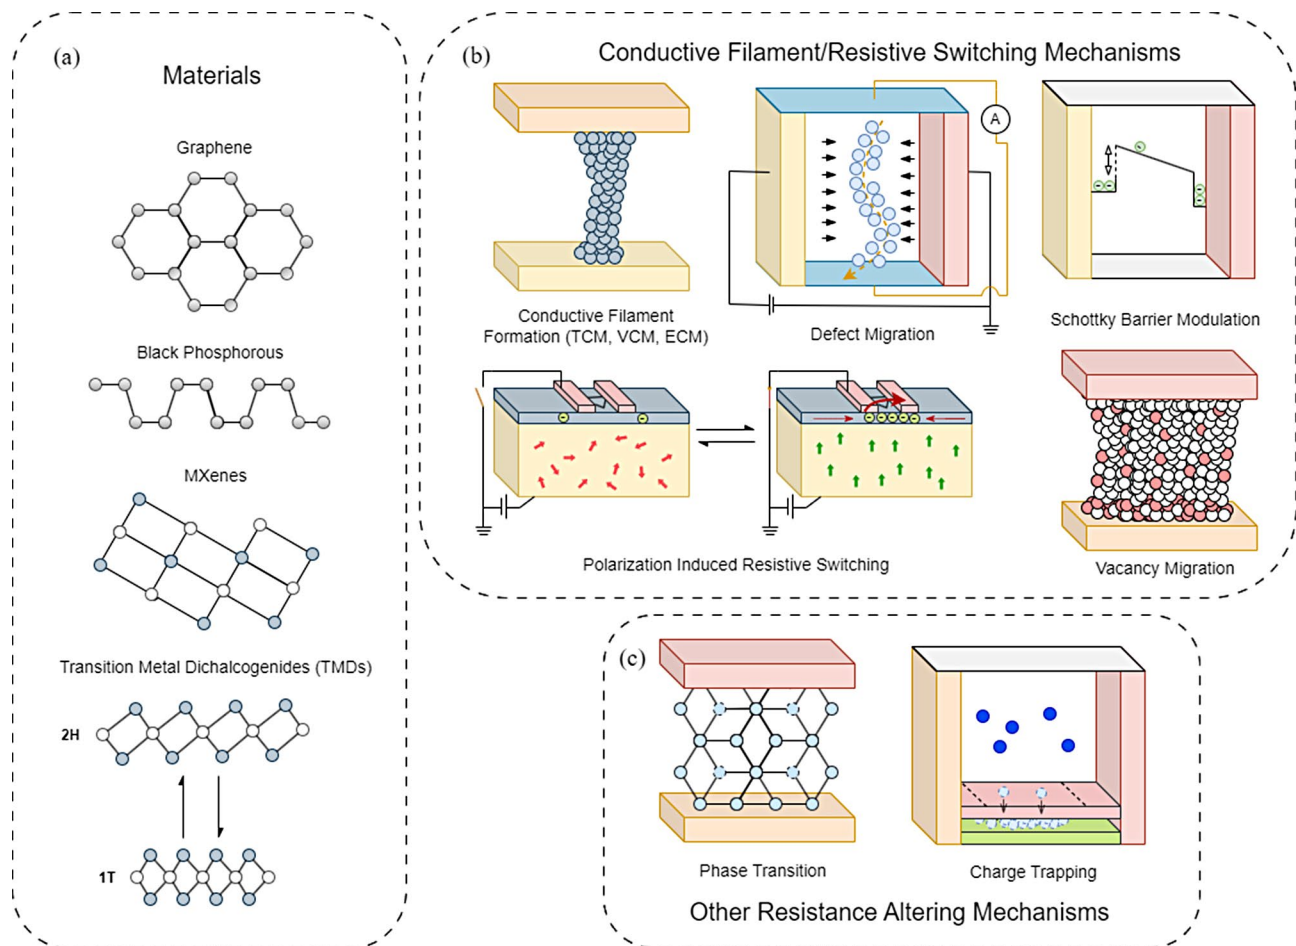 (a)
Materials
Graphene
Black Phosphorous
MXenes
Transition Metal Dichalcogenides (TMDs)
2H
1T
(b)
Conductive Filament/Resistive Switching Mechanisms
A
Conductive Filament
Formation (TCM, VCM, ECM)
Defect Migration
Schottky Barrier Modulation
Polarization Induced Resistive Switching
Vacancy Migration
(c)
Phase Transition
Charge Trapping
Other Resistance Altering Mechanisms